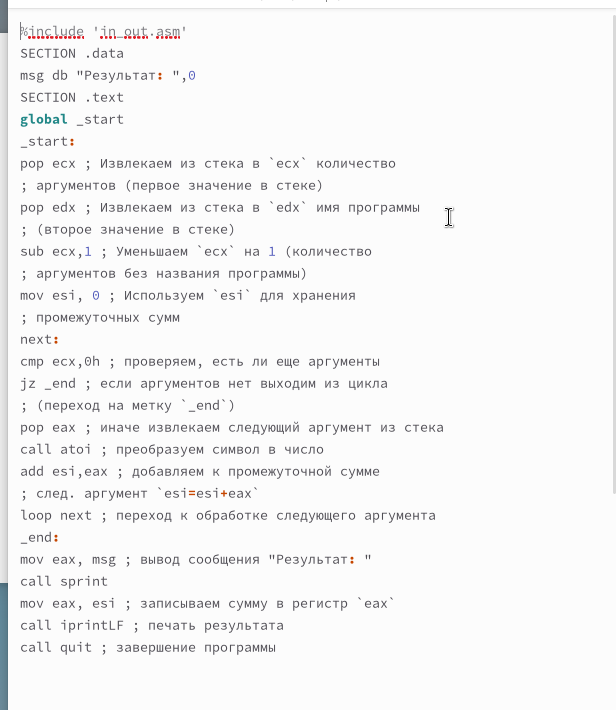 %include 'in_out.asm'
SECTION .data
msg db "Результат: ",0
SECTION .text
global _start
_start:
pop ecx ; Извлекаем из стека в `ecx` количество
; аргументов (первое значение в стеке)
pop edx ; Извлекаем из стека в `edx` имя программы
; (второе значение в стеке)
sub ecx,1 ; Уменьшаем `ecx` на 1 (количество
; аргументов без названия программы)
mov esi, 0 ; Используем `esi` для хранения
; промежуточных сумм
next:
cmp ecx,0h ; проверяем, есть ли еще аргументы
jz _end ; если аргументов нет выходим из цикла
; (переход на метку `_end`)
pop eax ; иначе извлекаем следующий аргумент из стека
call atoi ; преобразуем символ в число
add esi,eax ; добавляем к промежуточной сумме
; след. аргумент `esi=esi+eax`
loop next ; переход к обработке следующего аргумента
_end:
mov eax, msg ; вывод сообщения "Результат: "
call sprint
mov eax, esi ; записываем сумму в регистр `eax`
call iprintLF ; печать результата
call quit ; завершение программы